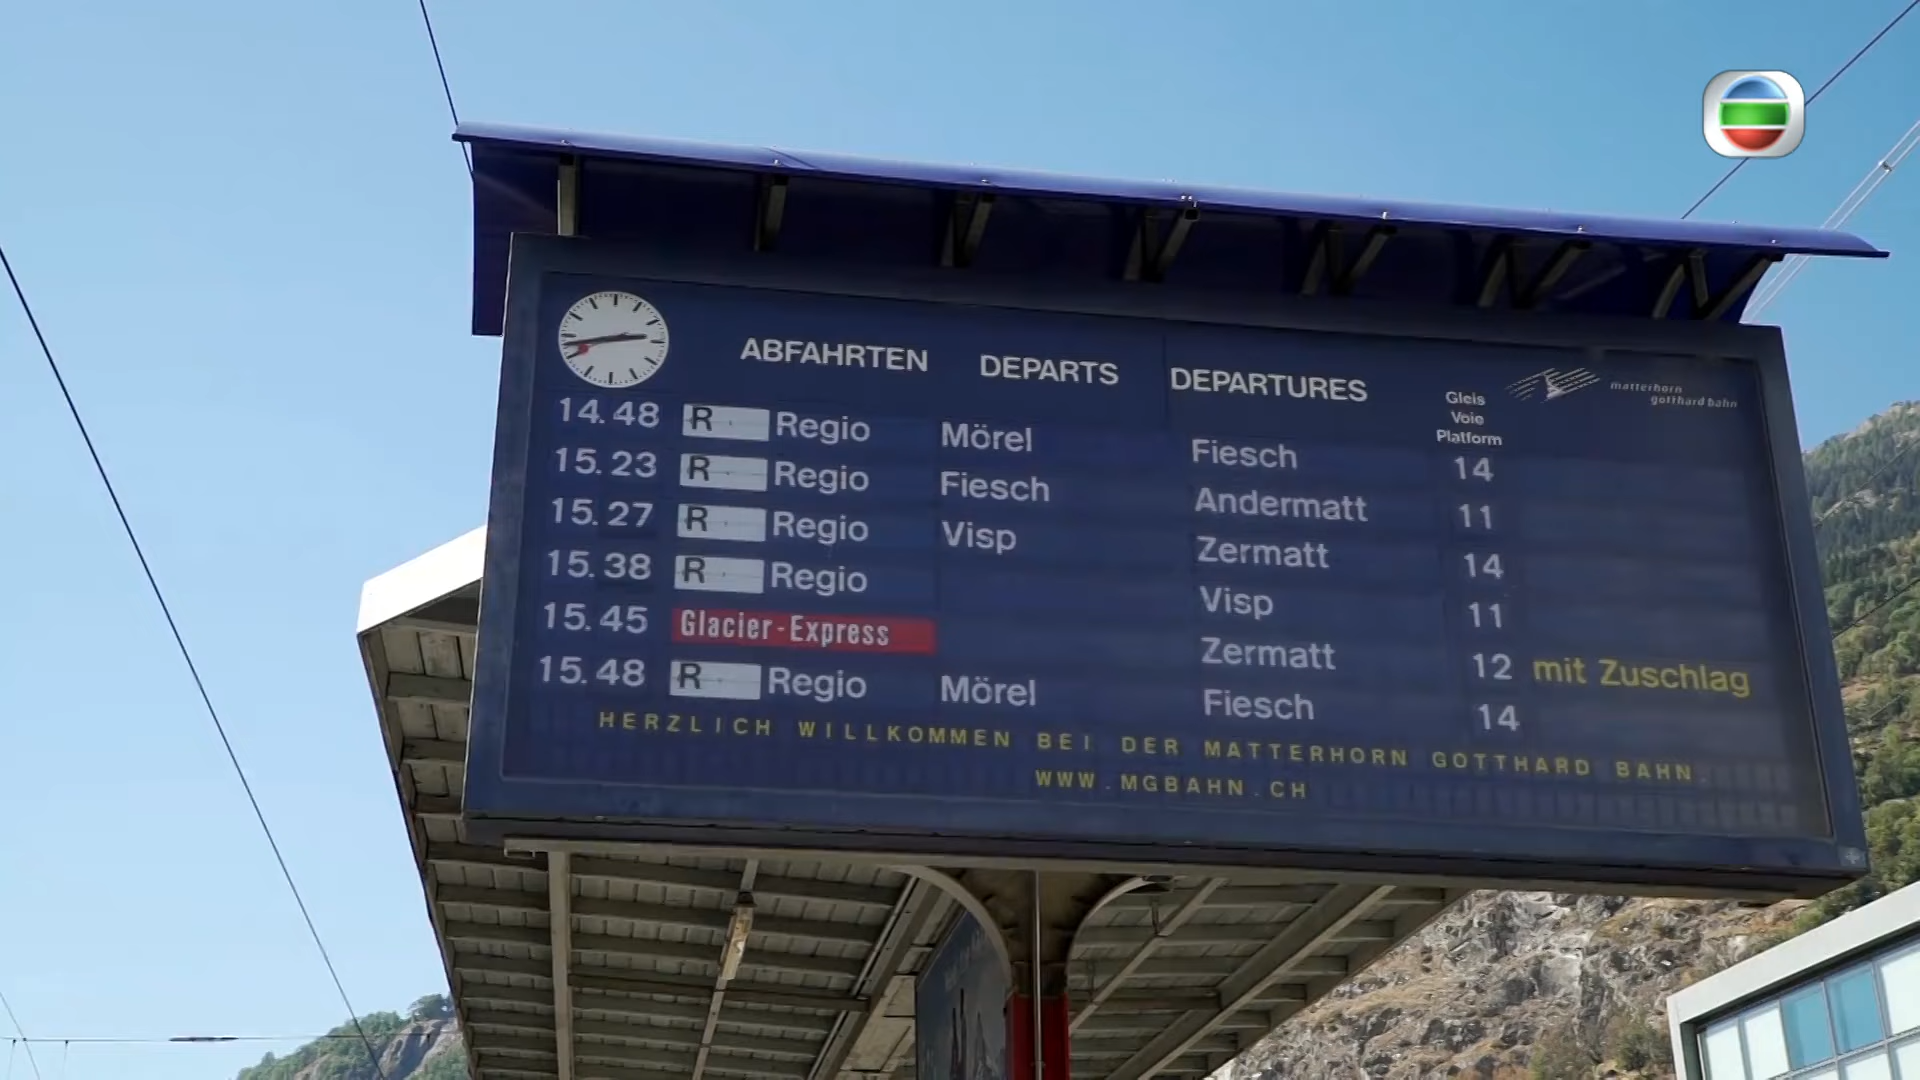 ABFAHRTEN DEPARTS DEPARTURES
Gleis
Voie
Platform
matterhorn
gotthard bahn
14.48 R Regio Mörel Fiesch 14
15.23 R Regio Fiesch Andermatt 11
15.27 R Regio Visp Zermatt 14
15.38 R Regio Visp 11
15.45 Glacier-Express Zermatt 12 mit Zuschlag
15.48 R Regio Mörel Fiesch 14
HERZLICH WILLKOMMEN BEI DER MATTERHORN GOTTHARD BAHN.
WWW.MGBAHN.CH